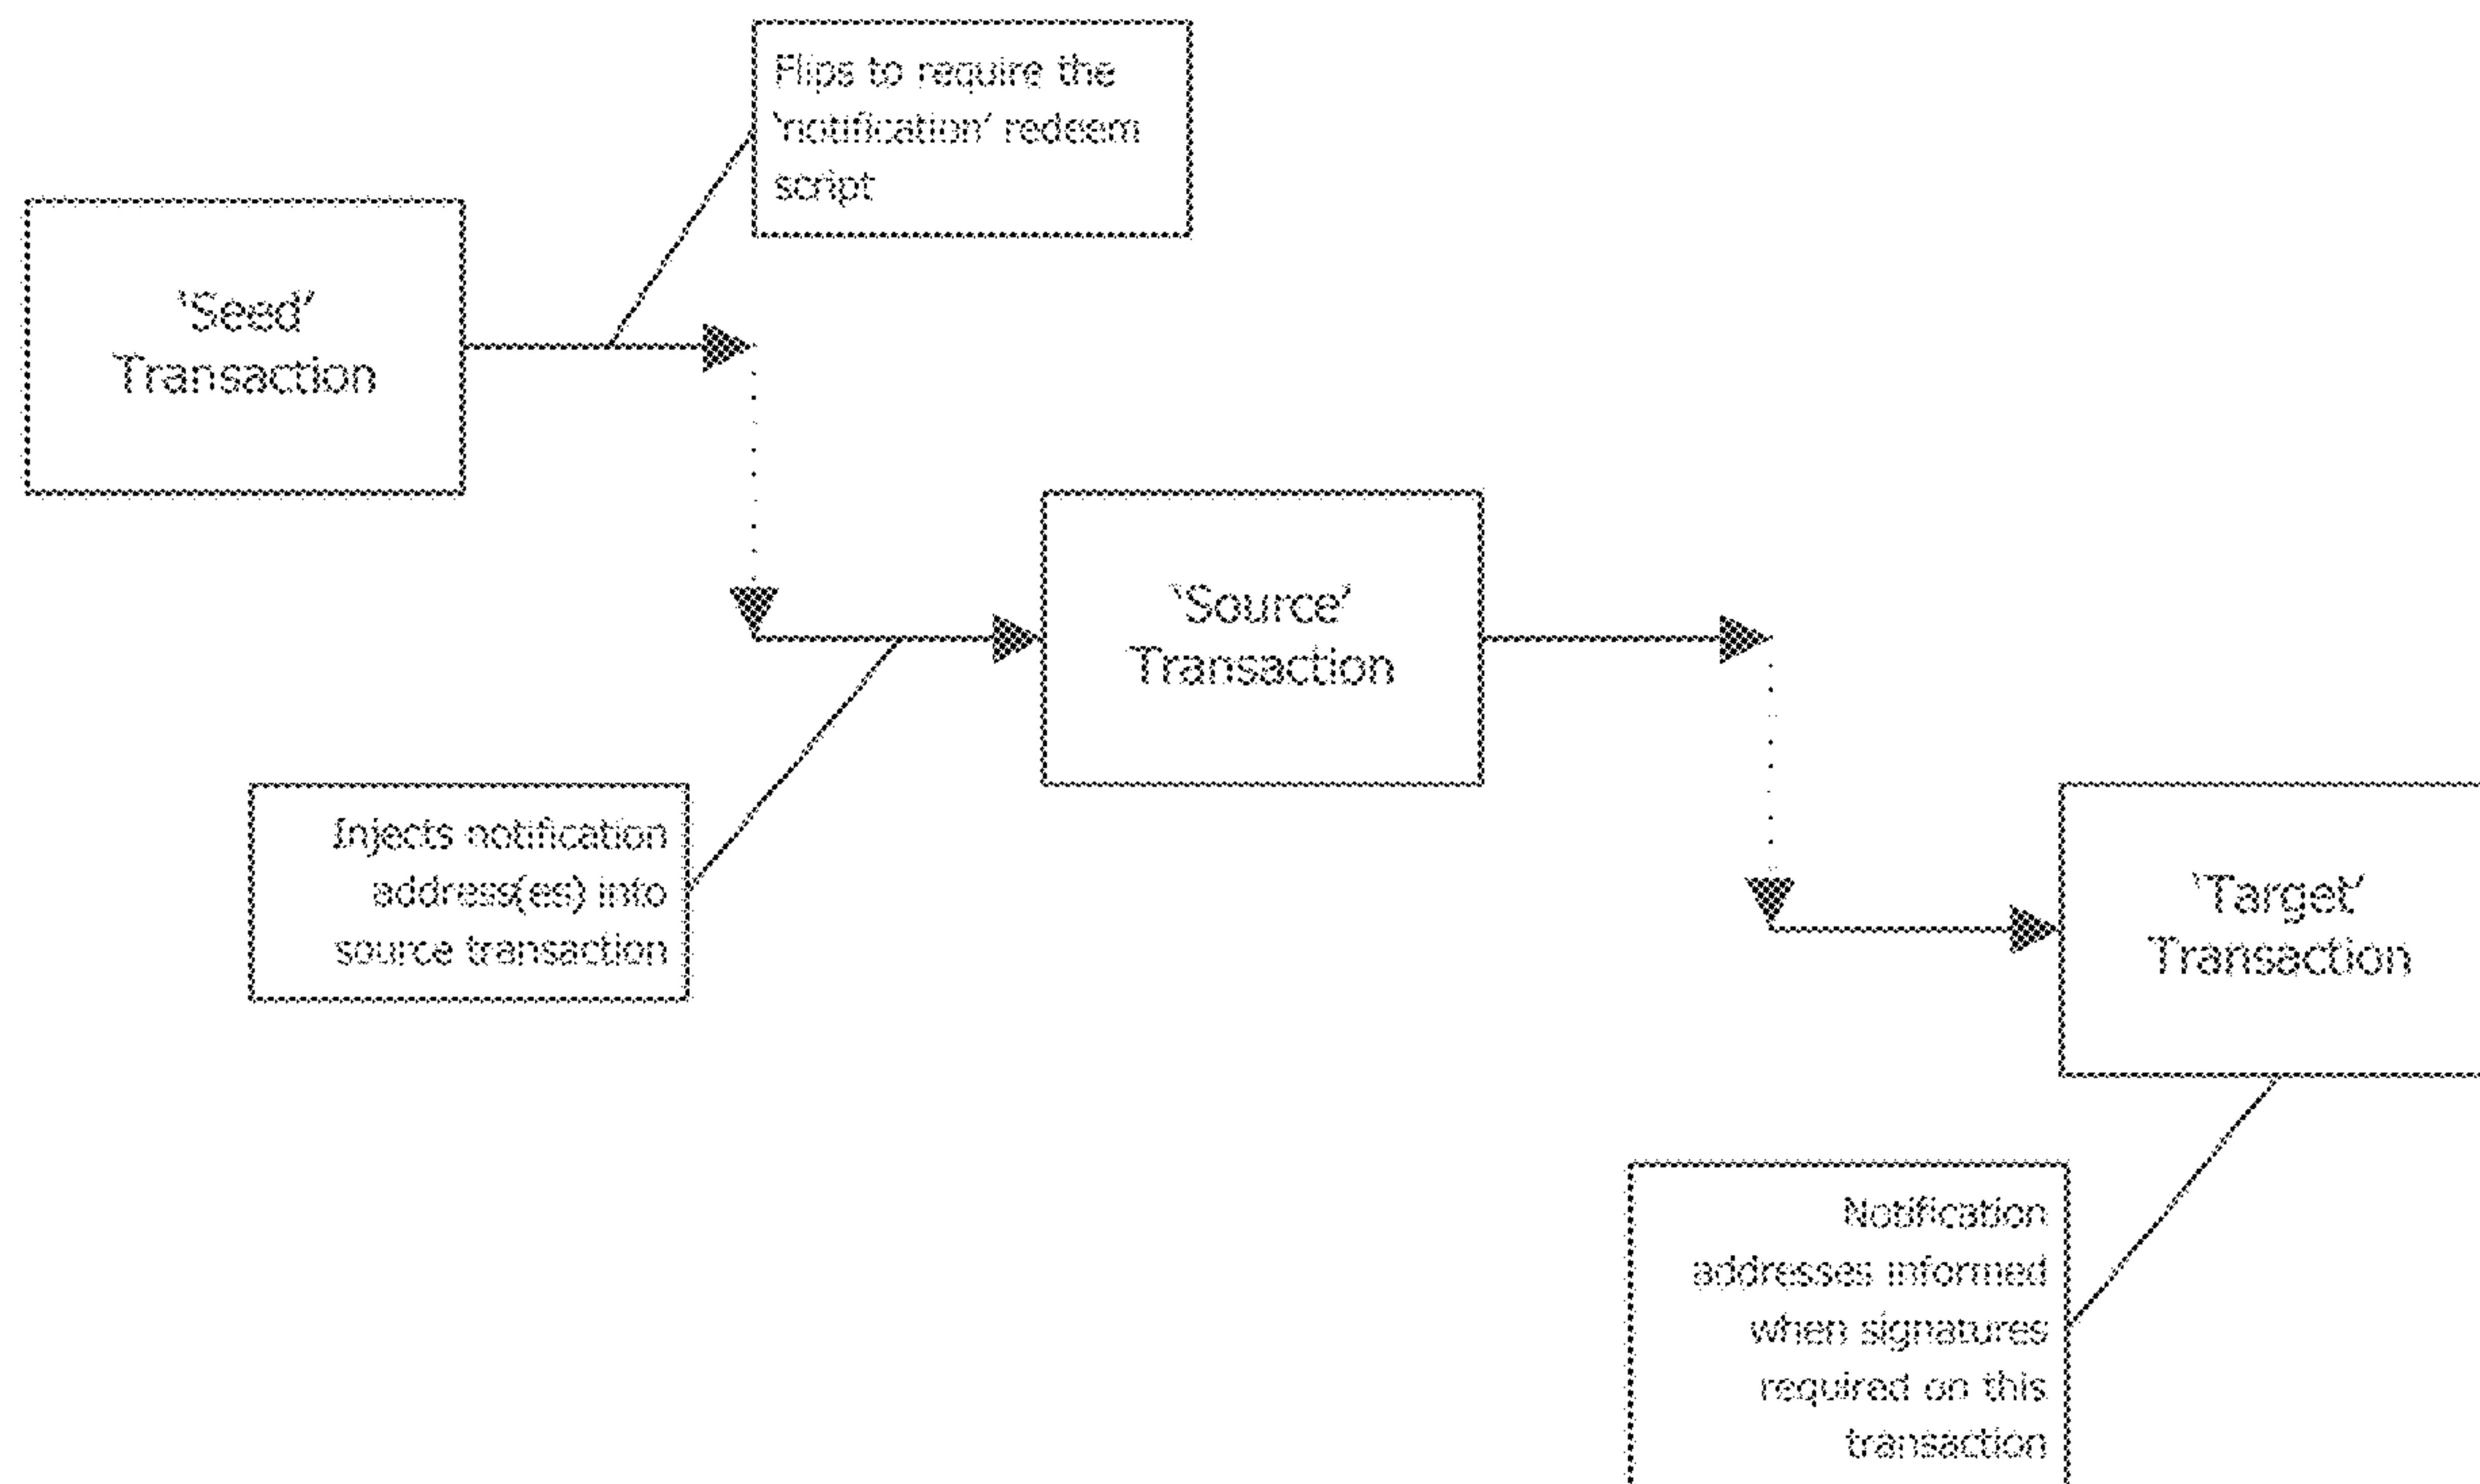 Flips to require the
‘notification’ redeem
script
‘Seed’
Transaction
‘Source’
Transaction
Injects notification
address(es) into
source transaction
‘Target’
Transaction
Notification
addresses informed
when signatures
required on this
transaction